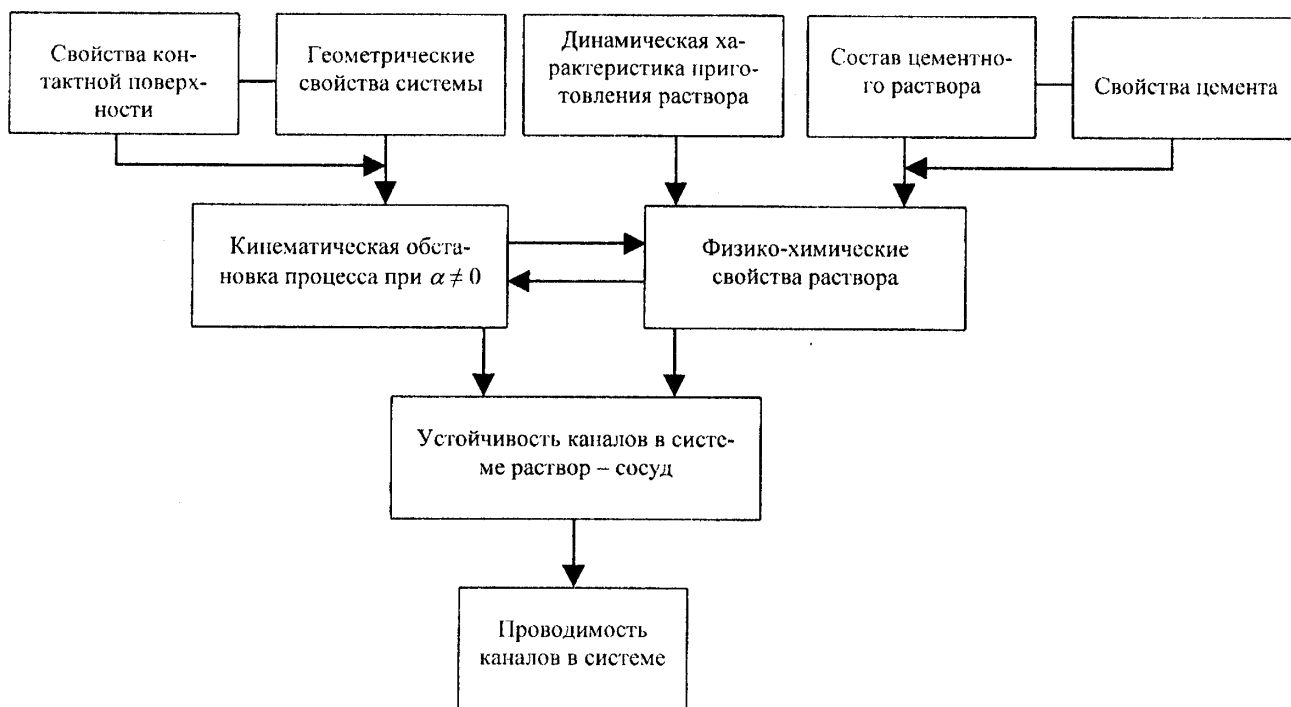 Свойства кон-
тактной поверх-
ности
Геометрические
свойства системы
Динамическая ха-
рактеристика приго-
товления раствора
Состав цементно-
го раствора
Свойства цемента
Кинематическая обста-
новка процесса при α ≠ 0
Физико-химические
свойства раствора
Устойчивость каналов в систе-
ме раствор – сосуд
Проводимость
каналов в системе